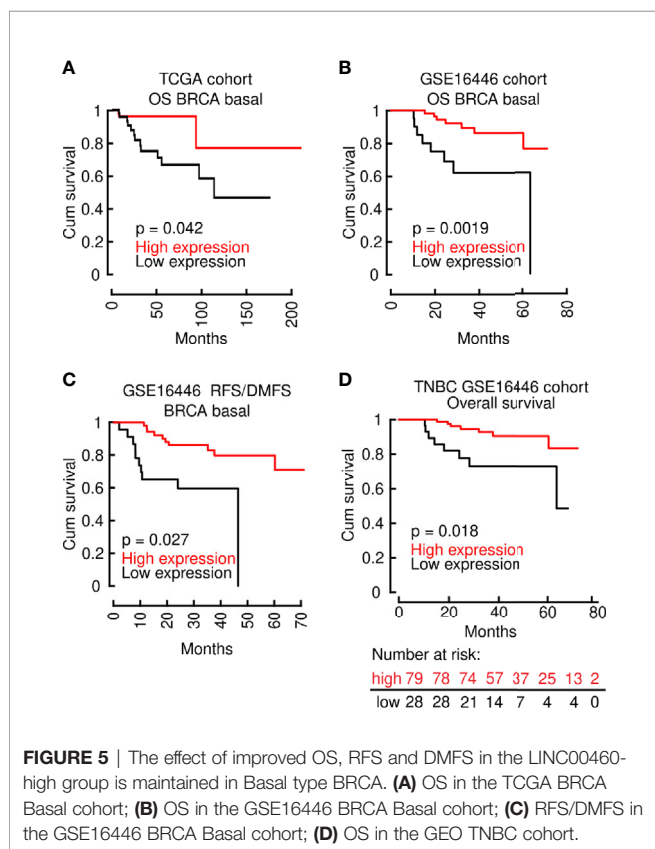 A
TCGA cohort
OS BRCA basal
Cum survival
1
0.8
0.6
0.4
0.2
0
p = 0.042
High expression
Low expression
0
50
100
150
200
Months
B
GSE16446 cohort
OS BRCA basal
Cum survival
1
0.8
0.6
0.4
0.2
0
p = 0.0019
High expression
Low expression
0
20
40
60
80
Months
C
GSE16446 RFS/DMFS
BRCA basal
Cum survival
1
0.8
0.6
0.4
0.2
0
p = 0.027
High expression
Low expression
0
10
20
30
40
50
60
70
Months
D
TNBC GSE16446 cohort
Overall survival
Cum survival
1
0.8
0.6
0.4
0.2
0
p = 0.018
High expression
Low expression
0
20
40
60
80
Months
Number at risk:
high 79 78 74 57 37 25 13 2
low 28 28 21 14 7 4 4 0
FIGURE 5 | The effect of improved OS, RFS and DMFS in the LINC00460-
high group is maintained in Basal type BRCA. (A) OS in the TCGA BRCA
Basal cohort; (B) OS in the GSE16446 BRCA Basal cohort; (C) RFS/DMFS in
the GSE16446 BRCA Basal cohort; (D) OS in the GEO TNBC cohort.